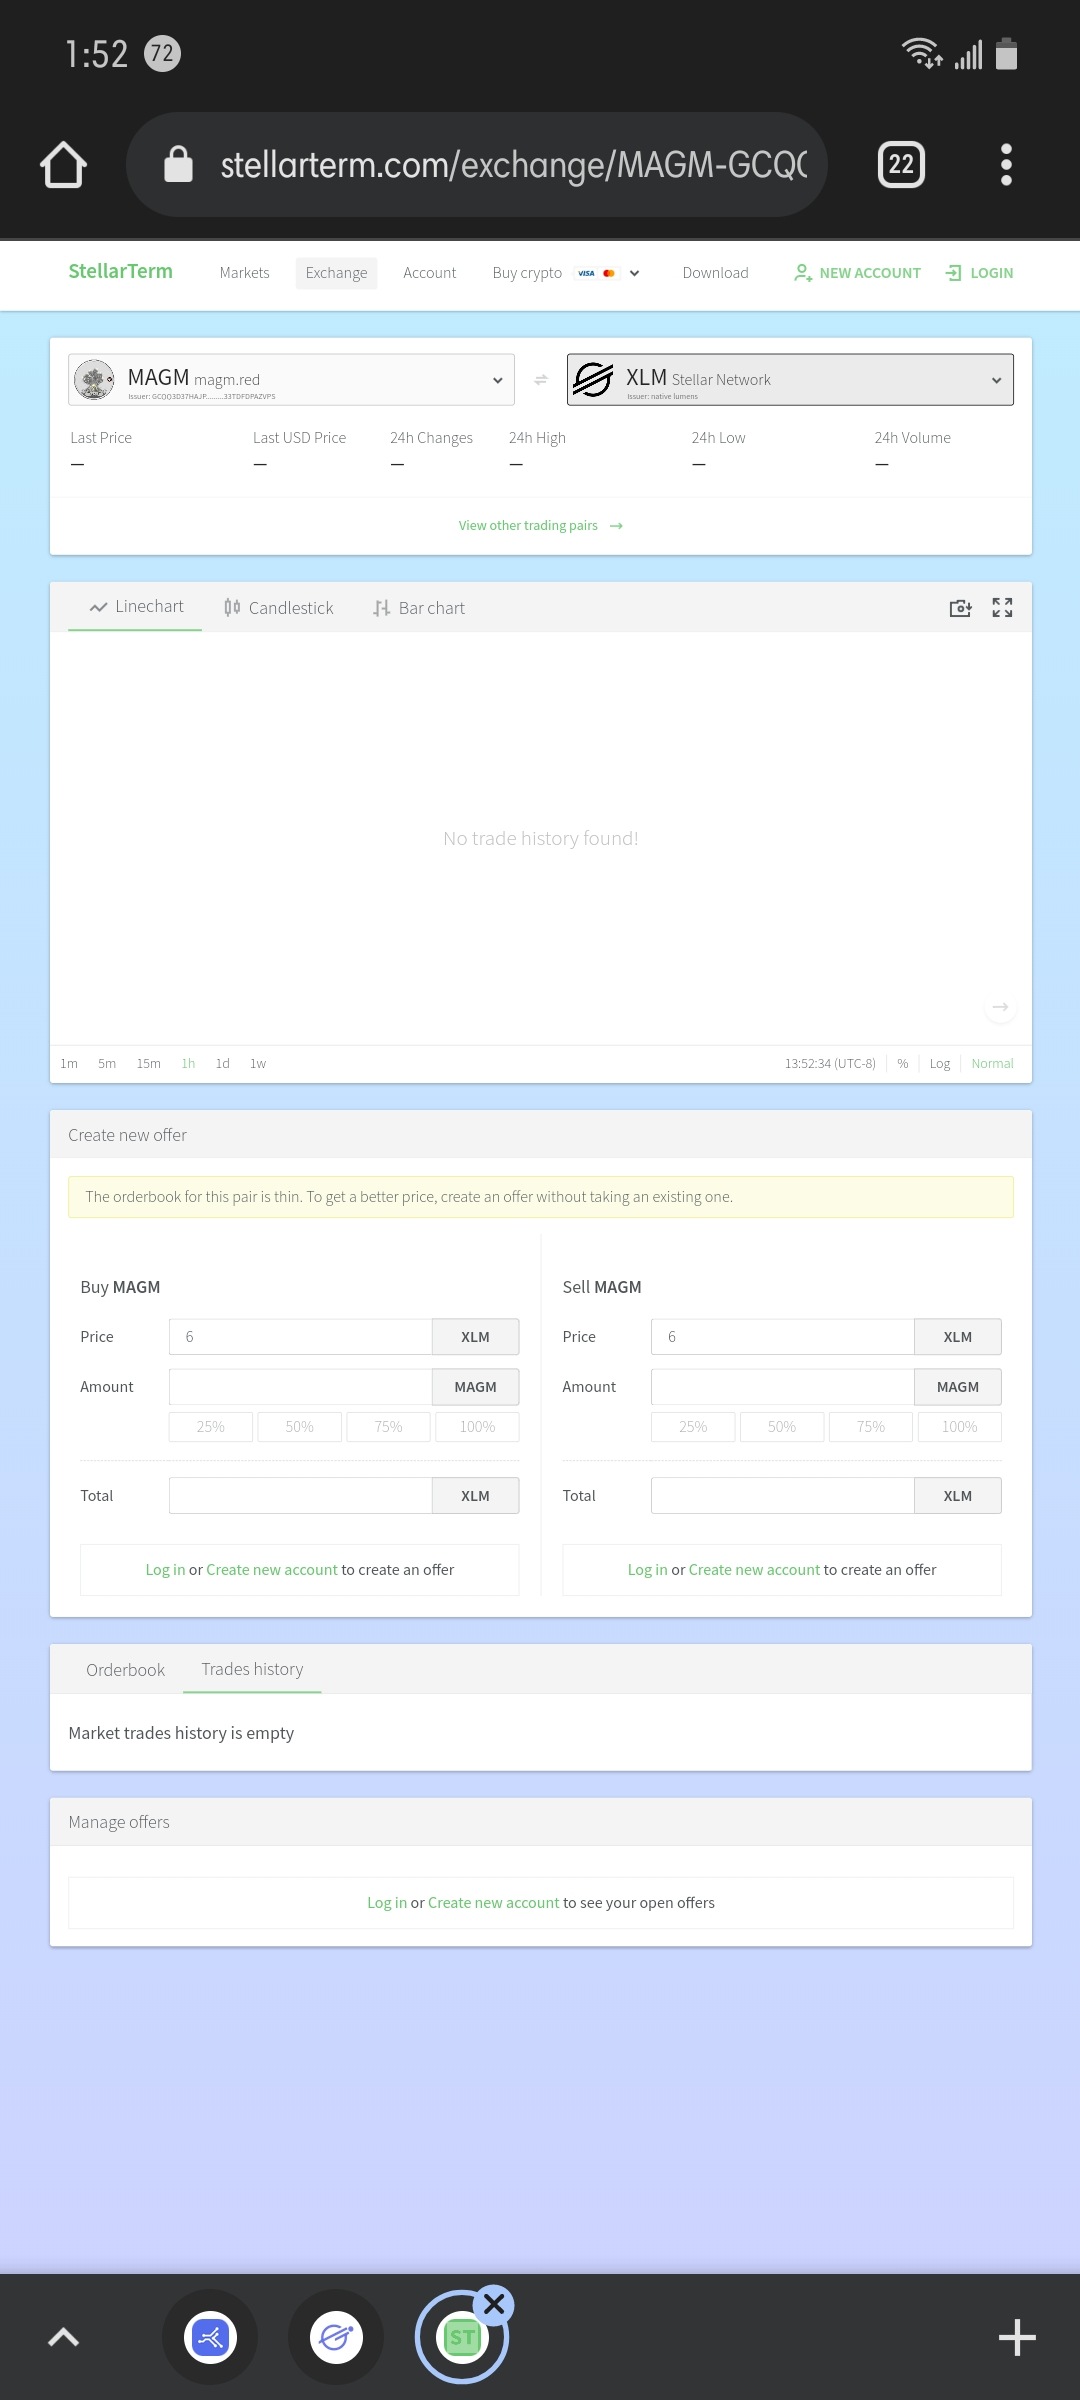 1:52 72
stellarterm.com/exchange/MAGM-GCQ
22
StellarTerm Markets Exchange Account Buy crypto VISA Download NEW ACCOUNT LOGIN
MAGM magm.red
Issuer: GCQQ3D37HAJP........33TDFDPAZVPS
XLM Stellar Network
Issuer: native lumens
Last Price Last USD Price 24h Changes 24h High 24h Low 24h Volume
— — — — — —
View other trading pairs →
Linechart Candlestick Bar chart
No trade history found!
→
1m 5m 15m 1h 1d 1w 13:52:34 (UTC-8) % Log Normal
Create new offer
The orderbook for this pair is thin. To get a better price, create an offer without taking an existing one.
Buy MAGM
Price 6 XLM
Amount MAGM
25% 50% 75% 100%
Total XLM
Log in or Create new account to create an offer
Sell MAGM
Price 6 XLM
Amount MAGM
25% 50% 75% 100%
Total XLM
Log in or Create new account to create an offer
Orderbook Trades history
Market trades history is empty
Manage offers
Log in or Create new account to see your open offers
ST